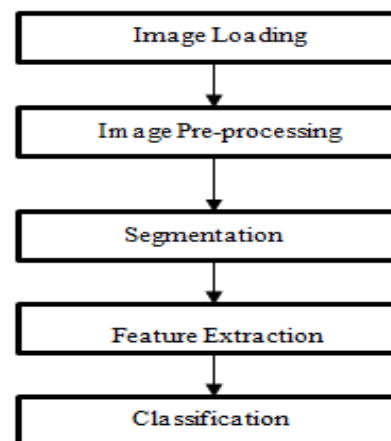 Image Loading
Image Pre-processing
Segmentation
Feature Extraction
Classification